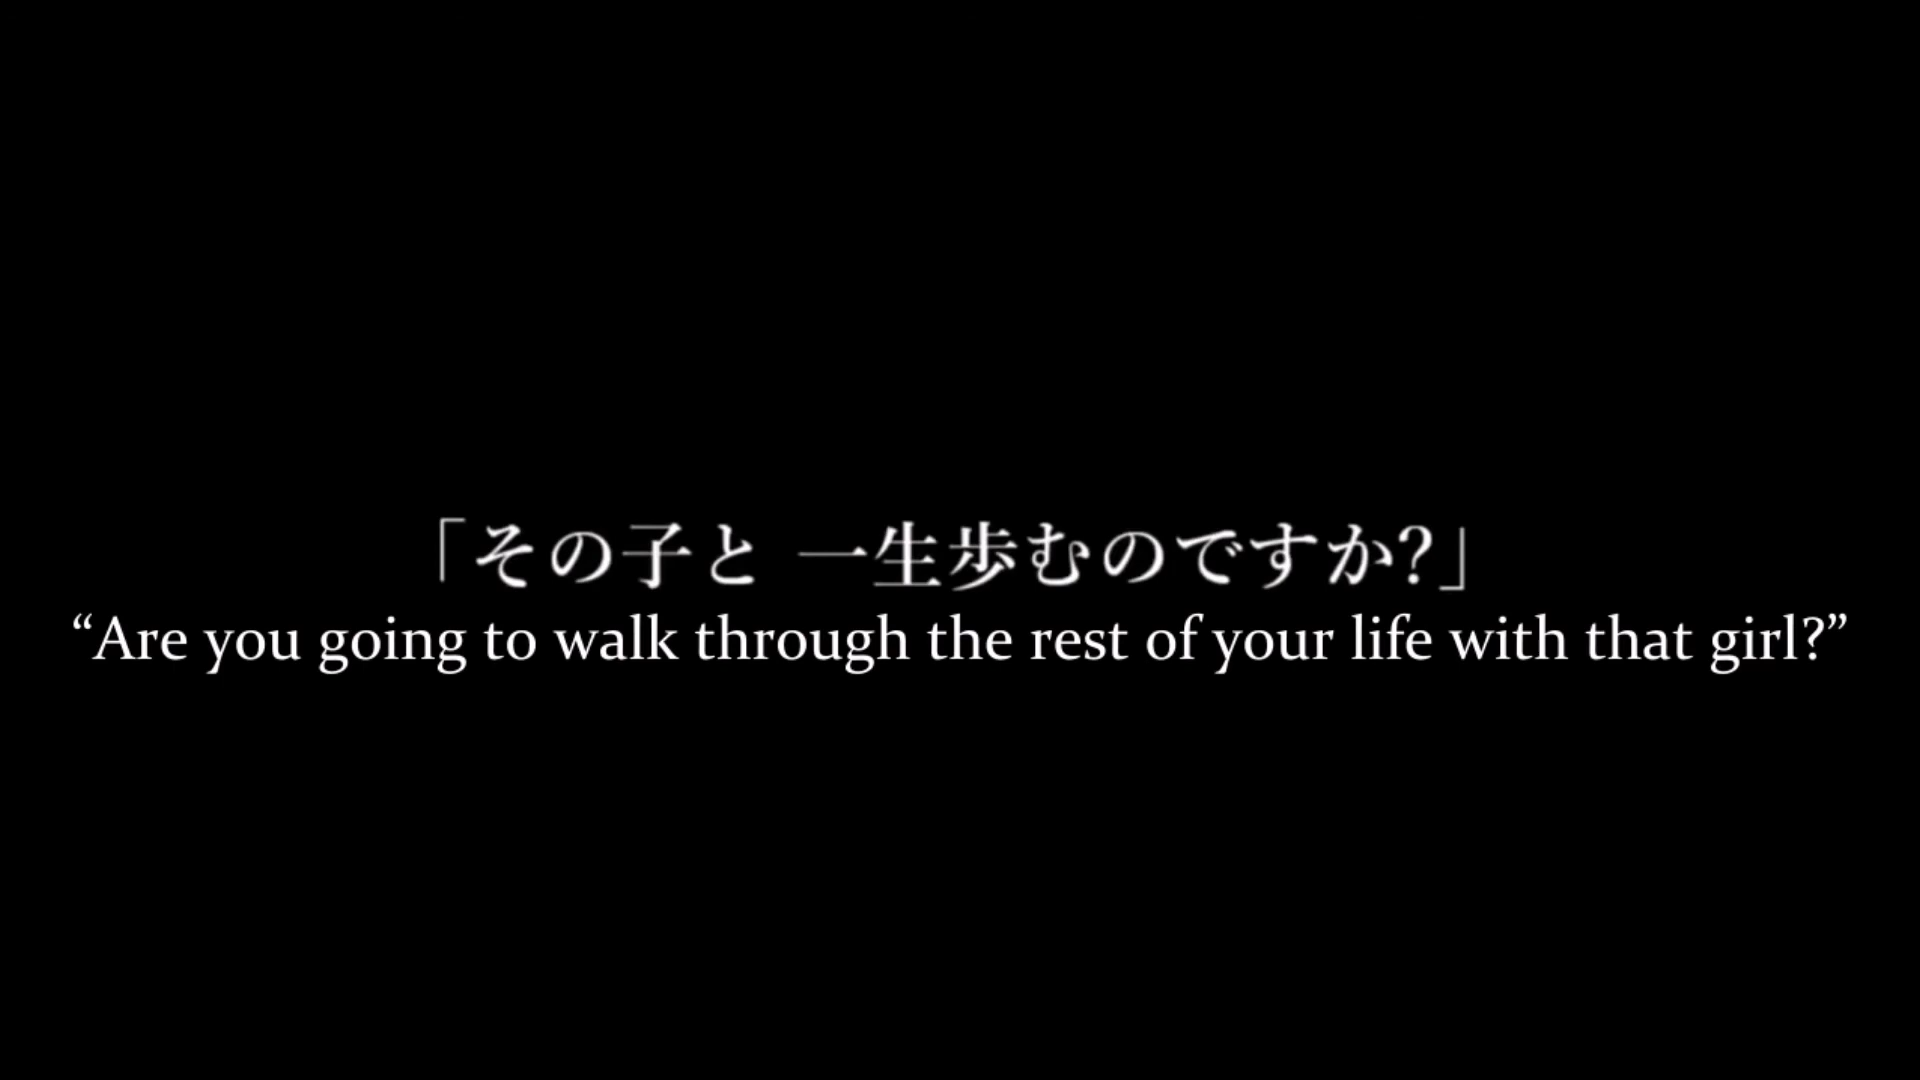 「その子と 一生歩むのですか?」
“Are you going to walk through the rest of your life with that girl?”